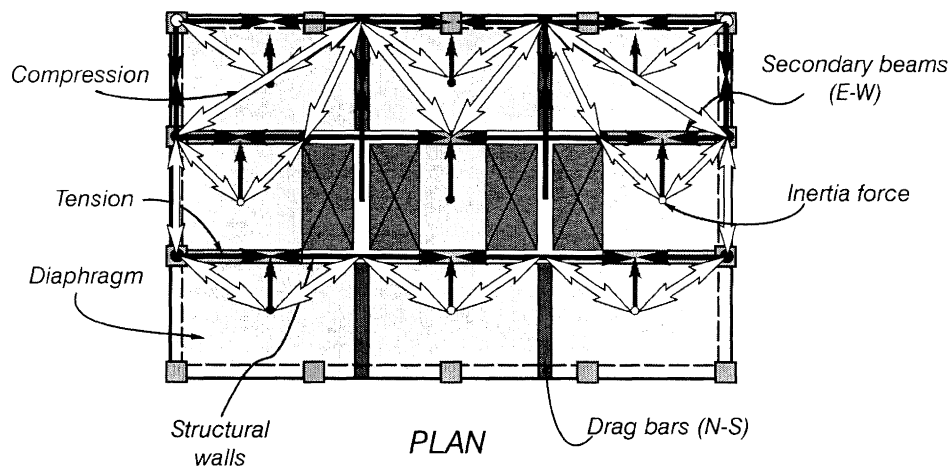 Compression
Secondary beams
(E-W)
Tension
Inertia force
Diaphragm
Structural
walls
PLAN
Drag bars (N-S)